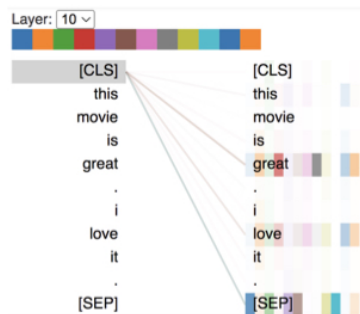 Layer: 10
[CLS] [CLS]
this this
movie movie
is is
great great
. .
i i
love love
it it
. .
[SEP] [SEP]